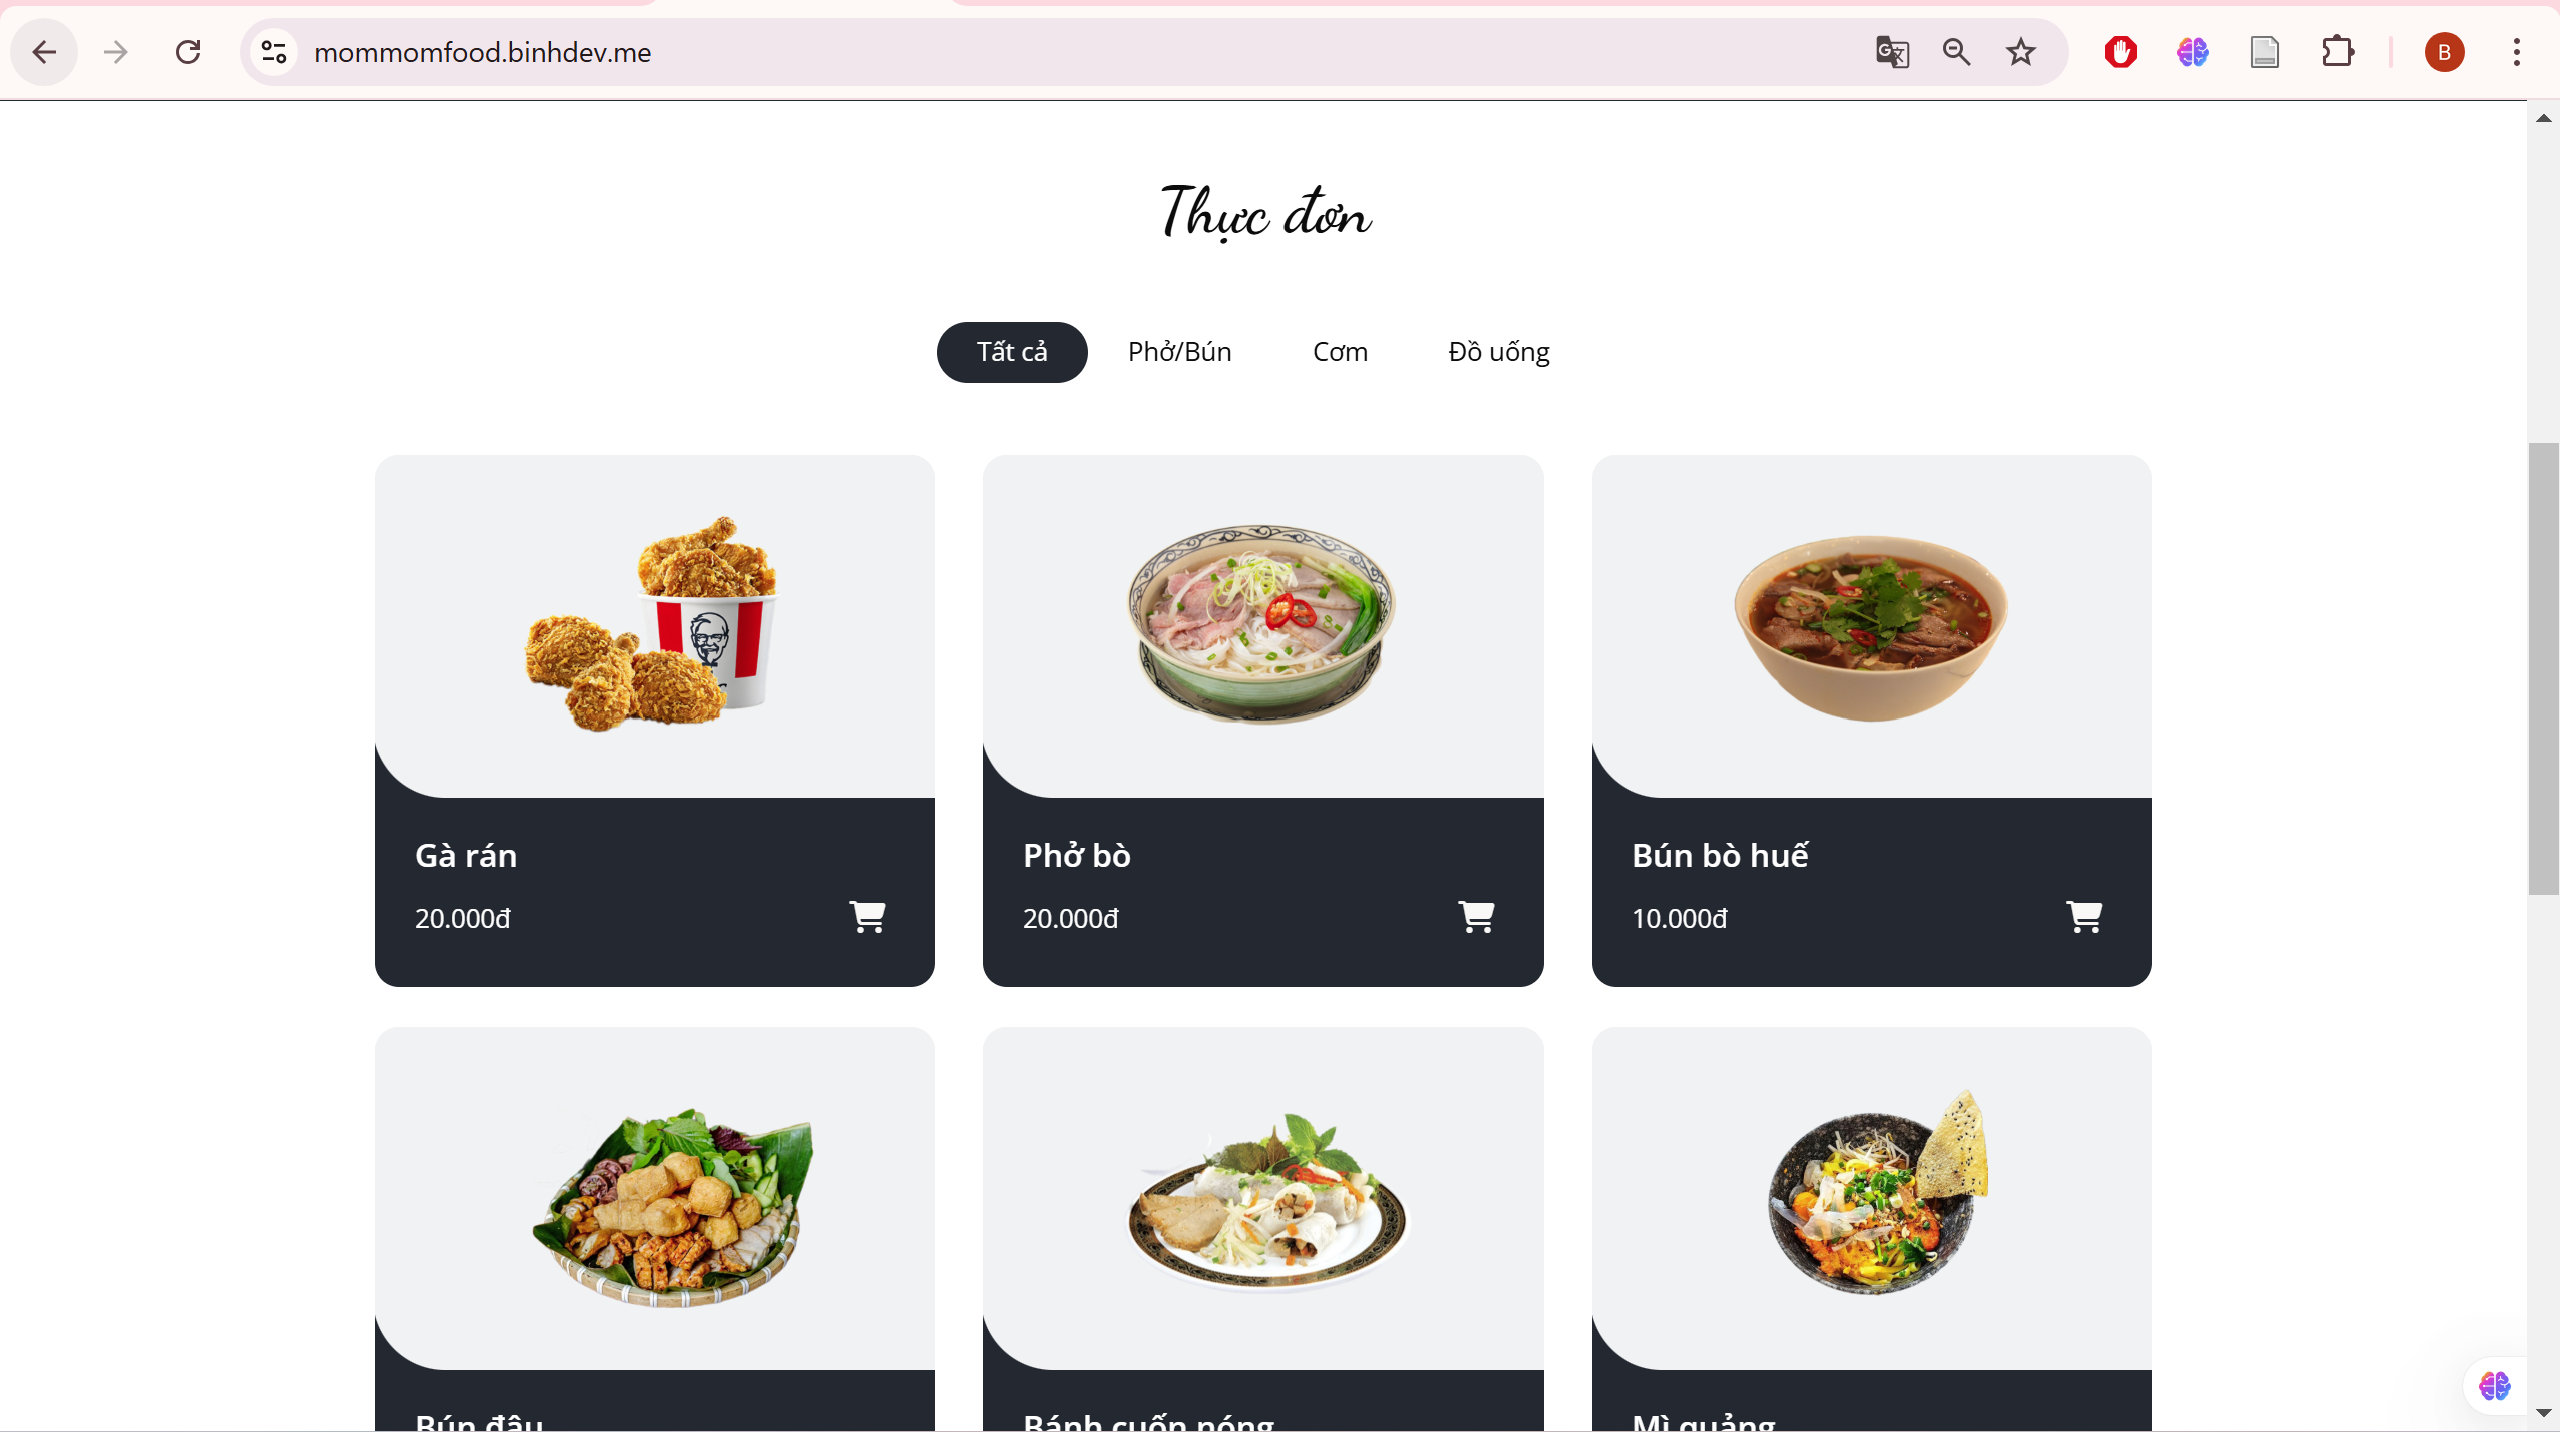 mommomfood.binhdev.me
B
Thực đơn
Tất cả
Phở/Bún
Cơm
Đồ uống
Gà rán
20.000đ
Phở bò
20.000đ
Bún bò huế
10.000đ
Bún đậu
Bánh cuốn nóng
Mì quảng